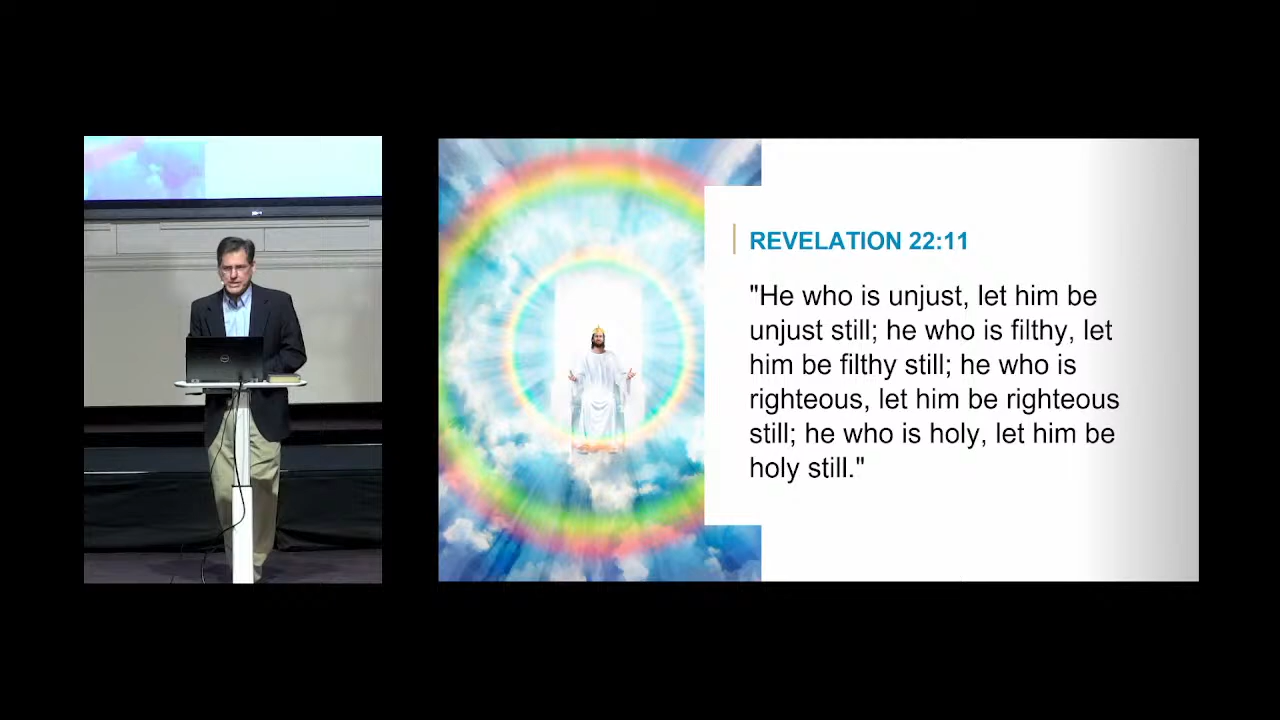 REVELATION 22:11
"He who is unjust, let him be
unjust still; he who is filthy, let
him be filthy still; he who is
righteous, let him be righteous
still; he who is holy, let him be
holy still."